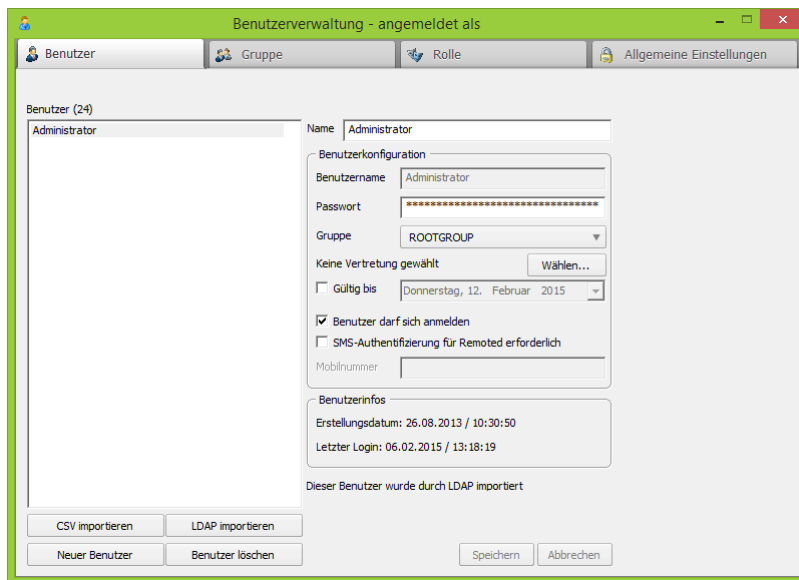 Benutzerverwaltung - angemeldet als
Benutzer
Gruppe
Rolle
Allgemeine Einstellungen
Benutzer (24)
Administrator
Name Administrator
Benutzerkonfiguration
Benutzername Administrator
Passwort ********************************
Gruppe ROOTGROUP
Keine Vertretung gewählt Wählen...
Gültig bis Donnerstag, 12. Februar 2015
Benutzer darf sich anmelden
SMS-Authentifizierung für Remoted erforderlich
Mobilnummer
Benutzerinfos
Erstellungsdatum: 26.08.2013 / 10:30:50
Letzter Login: 06.02.2015 / 13:18:19
Dieser Benutzer wurde durch LDAP importiert
CSV importieren LDAP importieren
Neuer Benutzer Benutzer löschen Speichern Abbrechen